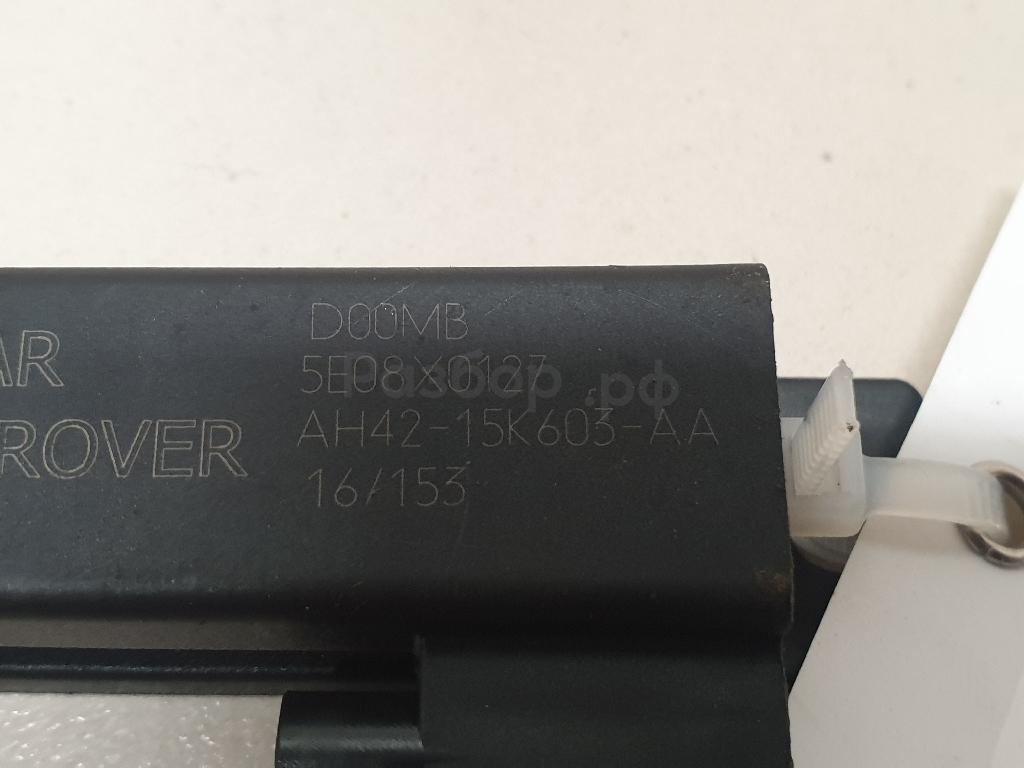 D00MB
AR
5E08X0127
Разбор.рф
ROVER
AH42-15K603-AA
16/153